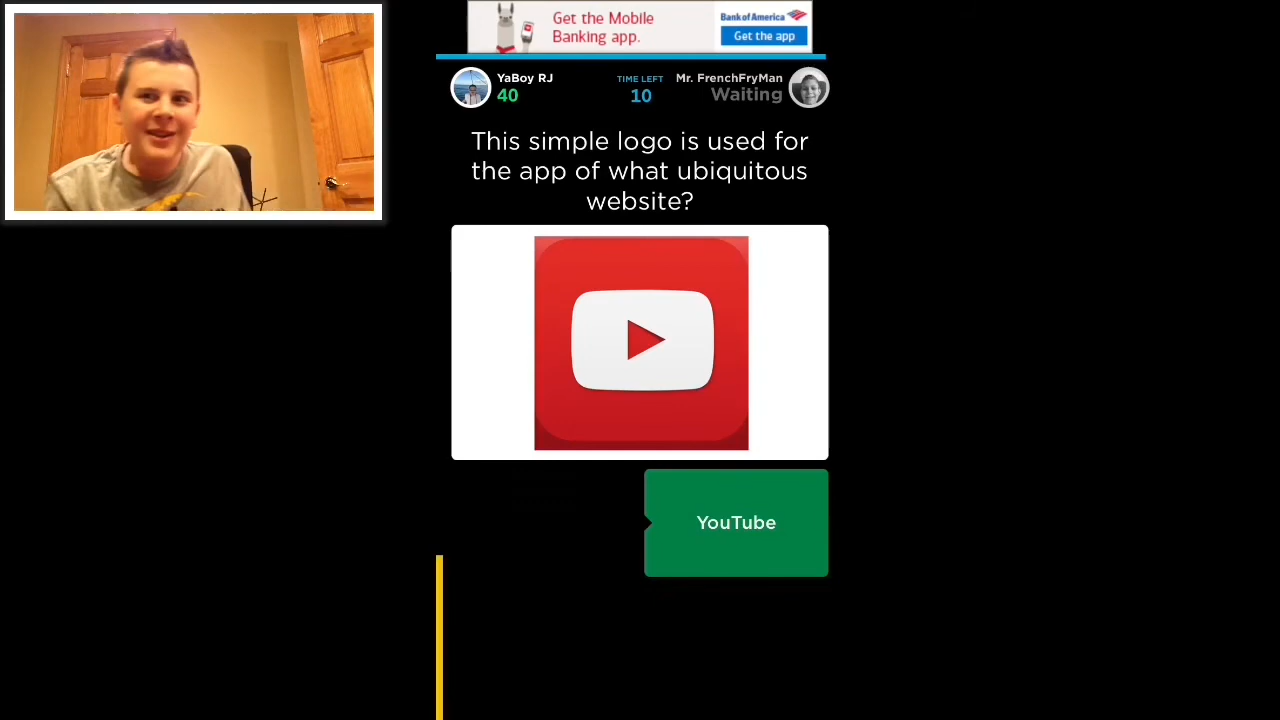 Get the Mobile
Banking app.
Bank of America
Get the app
YaBoy RJ
40
TIME LEFT
10
Mr. FrenchFryMan
Waiting
This simple logo is used for
the app of what ubiquitous
website?
YouTube